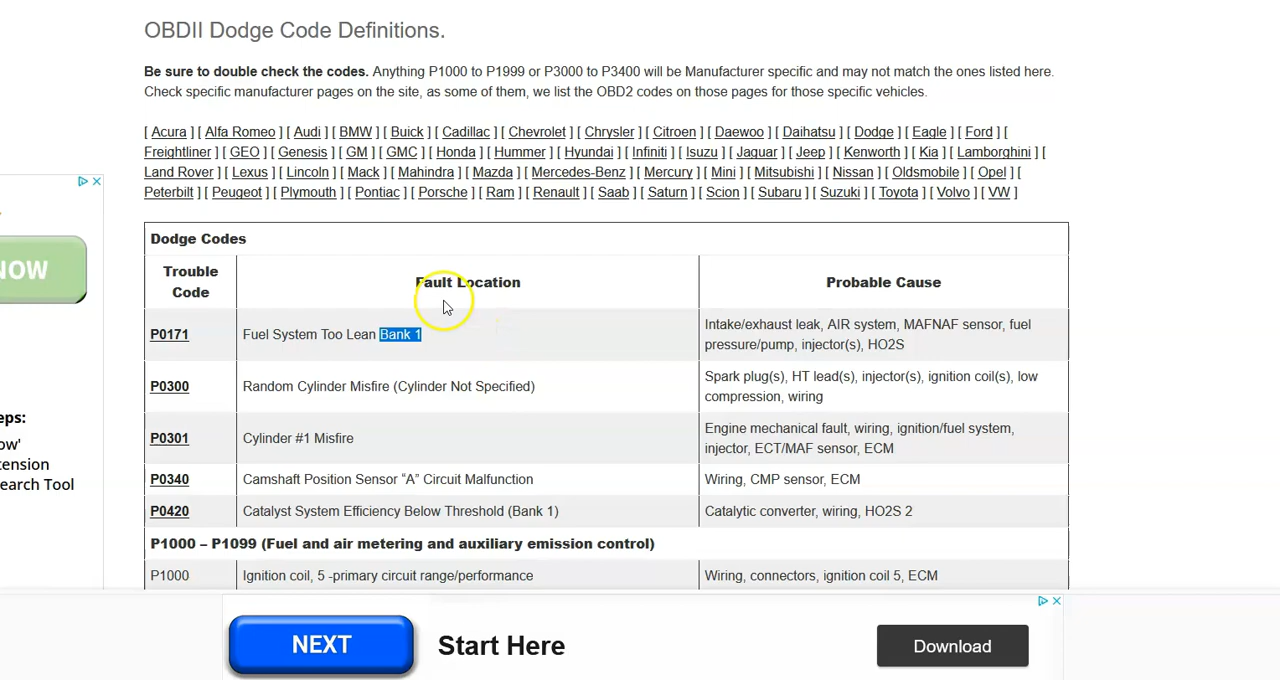 OBDII Dodge Code Definitions.
Be sure to double check the codes. Anything P1000 to P1999 or P3000 to P3400 will be Manufacturer specific and may not match the ones listed here.
Check specific manufacturer pages on the site, as some of them, we list the OBD2 codes on those pages for those specific vehicles.
[ Acura ] [ Alfa Romeo ] [ Audi ] [ BMW ] [ Buick ] [ Cadillac ] [ Chevrolet ] [ Chrysler ] [ Citroen ] [ Daewoo ] [ Daihatsu ] [ Dodge ] [ Eagle ] [ Ford ] [
Freightliner ] [ GEO ] [ Genesis ] [ GM ] [ GMC ] [ Honda ] [ Hummer ] [ Hyundai ] [ Infiniti ] [ Isuzu ] [ Jaguar ] [ Jeep ] [ Kenworth ] [ Kia ] [ Lamborghini ] [
Land Rover ] [ Lexus ] [ Lincoln ] [ Mack ] [ Mahindra ] [ Mazda ] [ Mercedes-Benz ] [ Mercury ] [ Mini ] [ Mitsubishi ] [ Nissan ] [ Oldsmobile ] [ Opel ] [
Peterbilt ] [ Peugeot ] [ Plymouth ] [ Pontiac ] [ Porsche ] [ Ram ] [ Renault ] [ Saab ] [ Saturn ] [ Scion ] [ Subaru ] [ Suzuki ] [ Toyota ] [ Volvo ] [ VW ]
NOW
eps:
ow'
tension
earch Tool
Dodge Codes
Trouble
Code
Fault Location
Probable Cause
P0171
Fuel System Too Lean Bank 1
Intake/exhaust leak, AIR system, MAFNAF sensor, fuel
pressure/pump, injector(s), HO2S
P0300
Random Cylinder Misfire (Cylinder Not Specified)
Spark plug(s), HT lead(s), injector(s), ignition coil(s), low
compression, wiring
P0301
Cylinder #1 Misfire
Engine mechanical fault, wiring, ignition/fuel system,
injector, ECT/MAF sensor, ECM
P0340
Camshaft Position Sensor “A” Circuit Malfunction
Wiring, CMP sensor, ECM
P0420
Catalyst System Efficiency Below Threshold (Bank 1)
Catalytic converter, wiring, HO2S 2
P1000 – P1099 (Fuel and air metering and auxiliary emission control)
P1000
Ignition coil, 5 -primary circuit range/performance
Wiring, connectors, ignition coil 5, ECM
NEXT
Start Here
Download